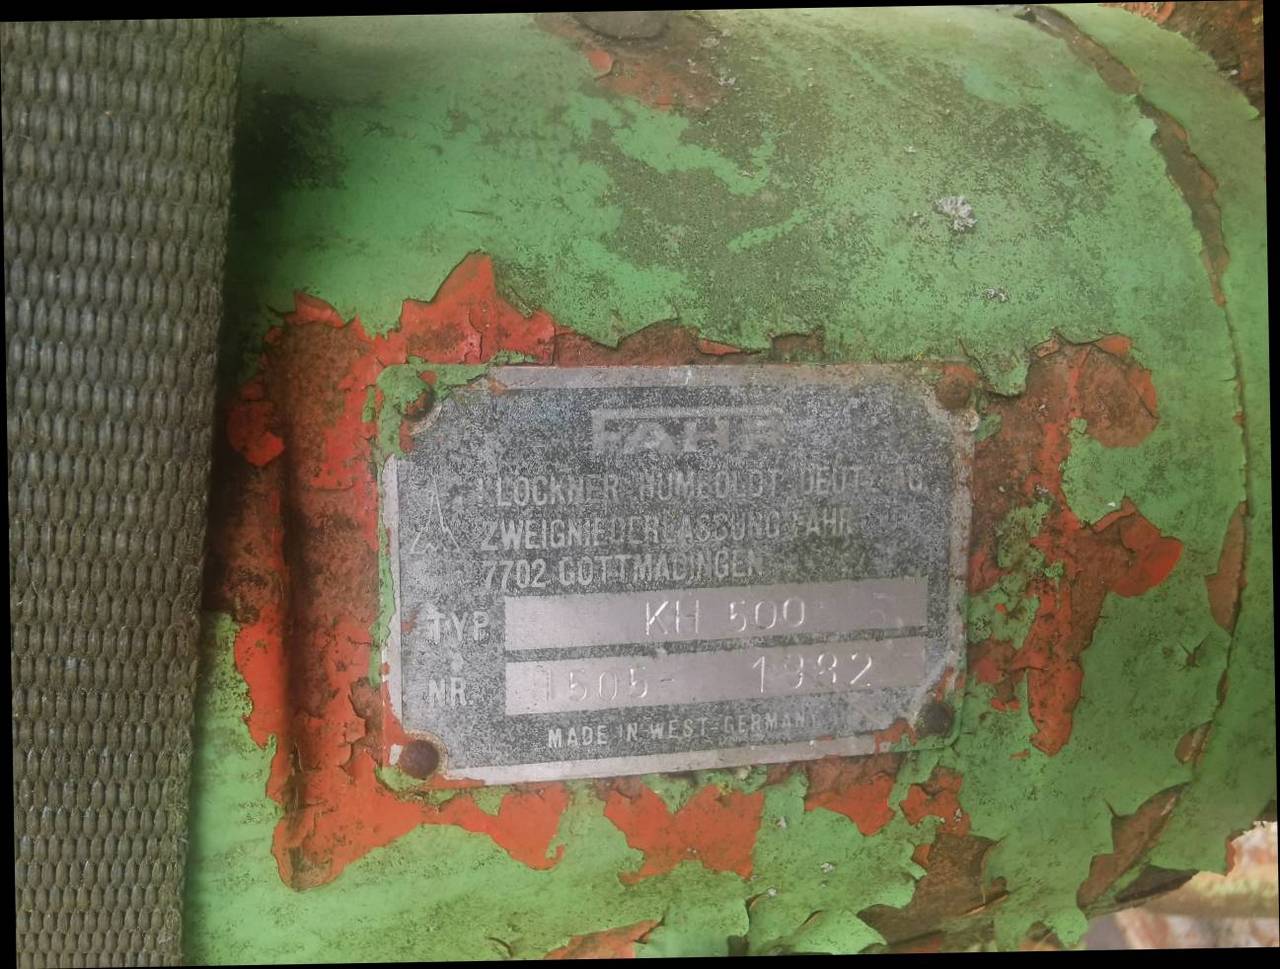 FAHR
KLÖCKNER HUMBOLDT DEUTZ AG
ZWEIGNIEDERLASSUNG FAHR
7702 GOTTMADINGEN
TYP KH 500
NR. 1505- 1982
MADE IN WEST-GERMANY